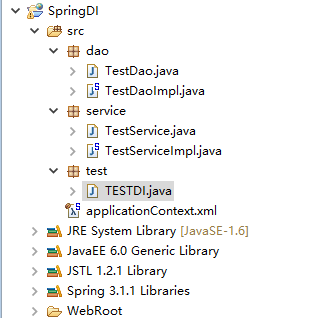 SpringDI
src
dao
TestDao.java
TestDaoImpl.java
service
TestService.java
TestServiceImpl.java
test
TESTDI.java
applicationContext.xml
JRE System Library [JavaSE-1.6]
JavaEE 6.0 Generic Library
JSTL 1.2.1 Library
Spring 3.1.1 Libraries
WebRoot